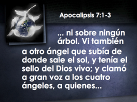 Apocalipsis 7:1-3
... ni sobre ningún
árbol. Vi también
a otro ángel que subía de
donde sale el sol, y tenía el
sello del Dios vivo; y clamó
a gran voz a los cuatro
ángeles, a quienes...